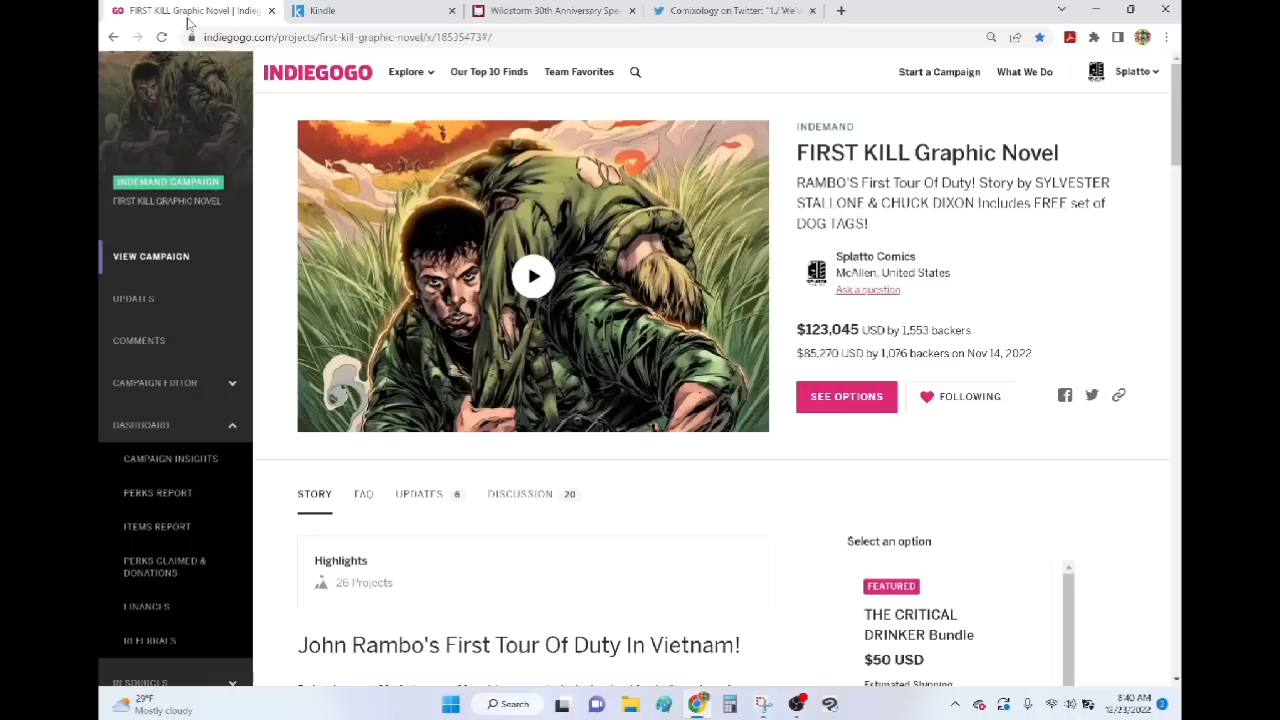 FIRST KILL Graphic Novel | Indieg
Kindle
Wildstorm 30th Anniversary Spec
Comixology on Twitter: "1/ We've
indiegogo.com/projects/first-kill-graphic-novel/x/18535473#/
INDIEGOGO
Explore
Our Top 10 Finds
Team Favorites
Start a Campaign
What We Do
Splatto
INDEMAND CAMPAIGN
FIRST KILL GRAPHIC NOVEL
VIEW CAMPAIGN
UPDATES
COMMENTS
CAMPAIGN EDITOR
DASHBOARD
CAMPAIGN INSIGHTS
PERKS REPORT
ITEMS REPORT
PERKS CLAIMED &
DONATIONS
FINANCES
REFERRALS
RESOURCES
INDEMAND
FIRST KILL Graphic Novel
RAMBO'S First Tour Of Duty! Story by SYLVESTER
STALLONE & CHUCK DIXON Includes FREE set of
DOG TAGS!
Splatto Comics
McAllen, United States
Ask a question
$123,045 USD by 1,553 backers
$85,270 USD by 1,076 backers on Nov 14, 2022
SEE OPTIONS
FOLLOWING
STORY
FAQ
UPDATES 6
DISCUSSION 20
Highlights
26 Projects
John Rambo's First Tour Of Duty In Vietnam!
Select an option
FEATURED
THE CRITICAL
DRINKER Bundle
$50 USD
Estimated Shipping
29°F
Mostly cloudy
Search
8:40 AM
12/23/2022